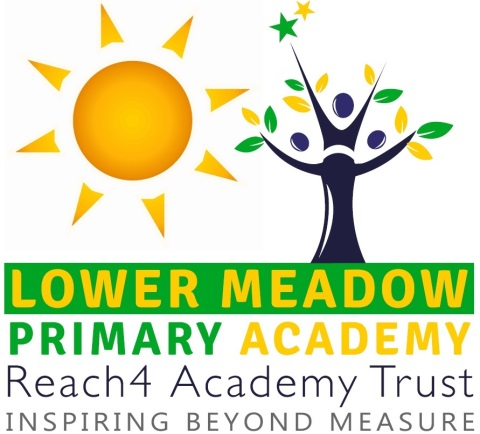 LOWER MEADOW
PRIMARY ACADEMY
Reach4 Academy Trust
INSPIRING BEYOND MEASURE